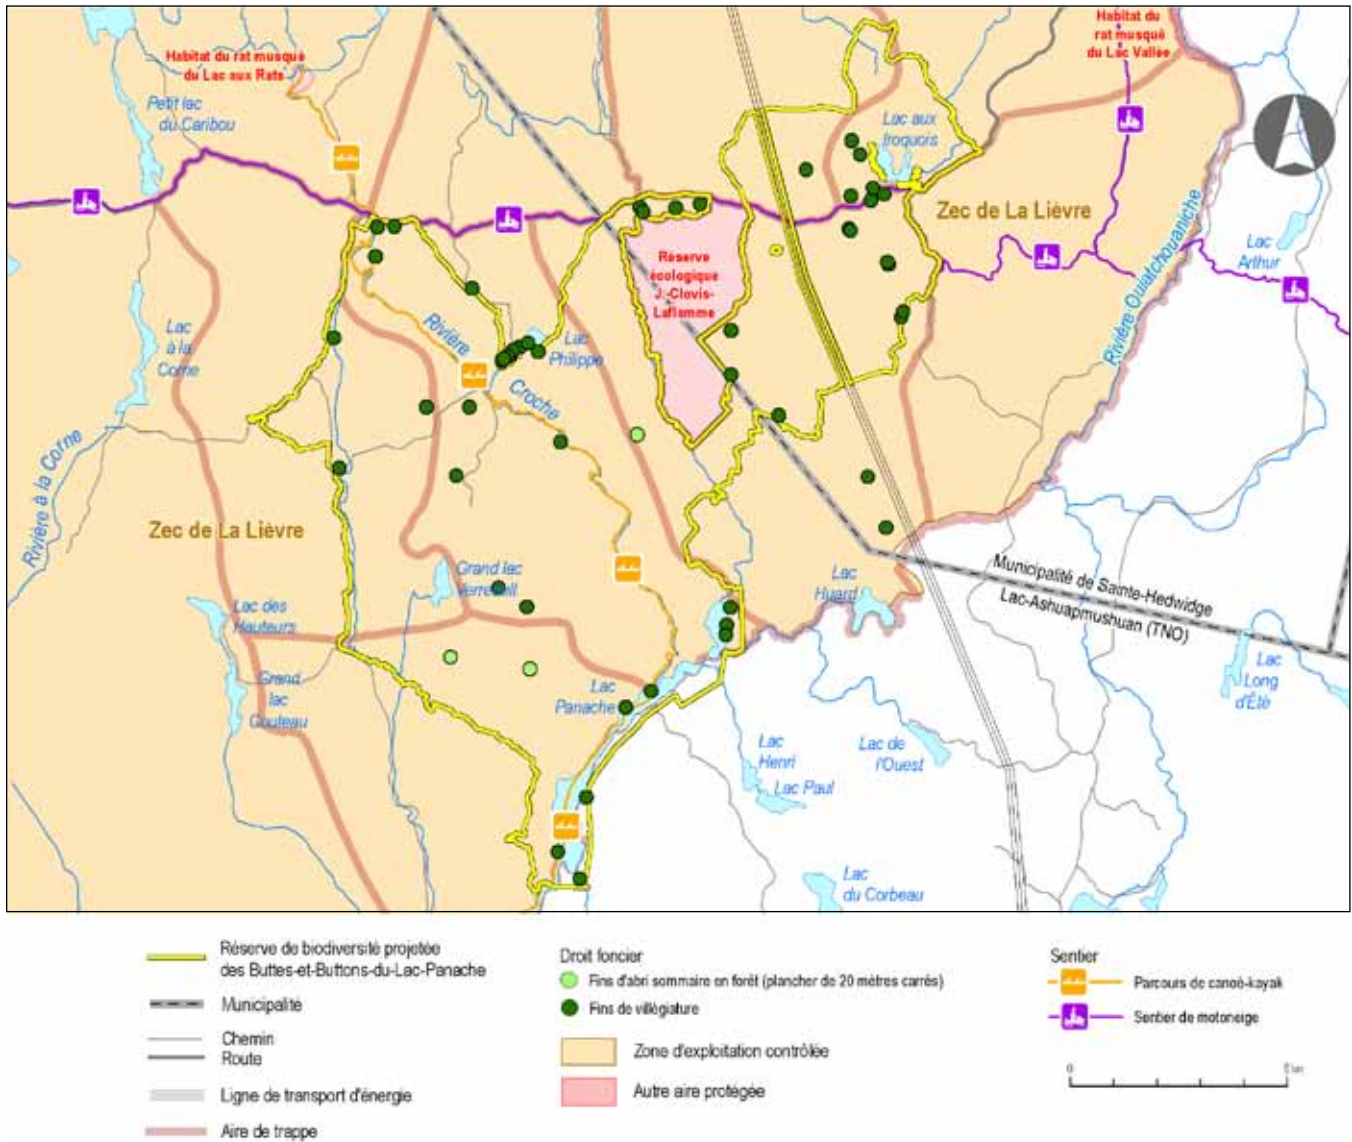 Habitat du rat musqué
du Lac aux Rats
Petit lac
du Caribou
Habitat du
rat musqué
du Lac Vallée
Lac aux
Iroquois
Zec de La Lièvre
Rivière Ouiatchouaniche
Lac
Arthur
Réserve
écologique
J.-Clovis-
Laflamme
Lac
à la
Corne
Rivière
Croche
Lac
Philippe
Rivière à la Corne
Zec de La Lièvre
Grand lac
Lac des
Hauteurs
Grand
lac
Couteau
Lac
Huard
Municipalité de Sainte-Hedwidge
Lac-Ashuapmushuan (TNO)
Lac
Long
d'Été
Lac
Panache
Lac
Henri
Lac Paul
Lac de
l'Ouest
Lac
du Corbeau
Réserve de biodiversité projetée
des Buttes-et-Buttons-du-Lac-Panache
Municipalité
Chemin
Route
Ligne de transport d'énergie
Aire de trappe
Droit foncier
Fins d'abri sommaire en forêt (plancher de 20 mètres carrés)
Fins de villégiature
Zone d'exploitation contrôlée
Autre aire protégée
Sentier
Parcours de canoé-kayak
Sentier de motoneige
0